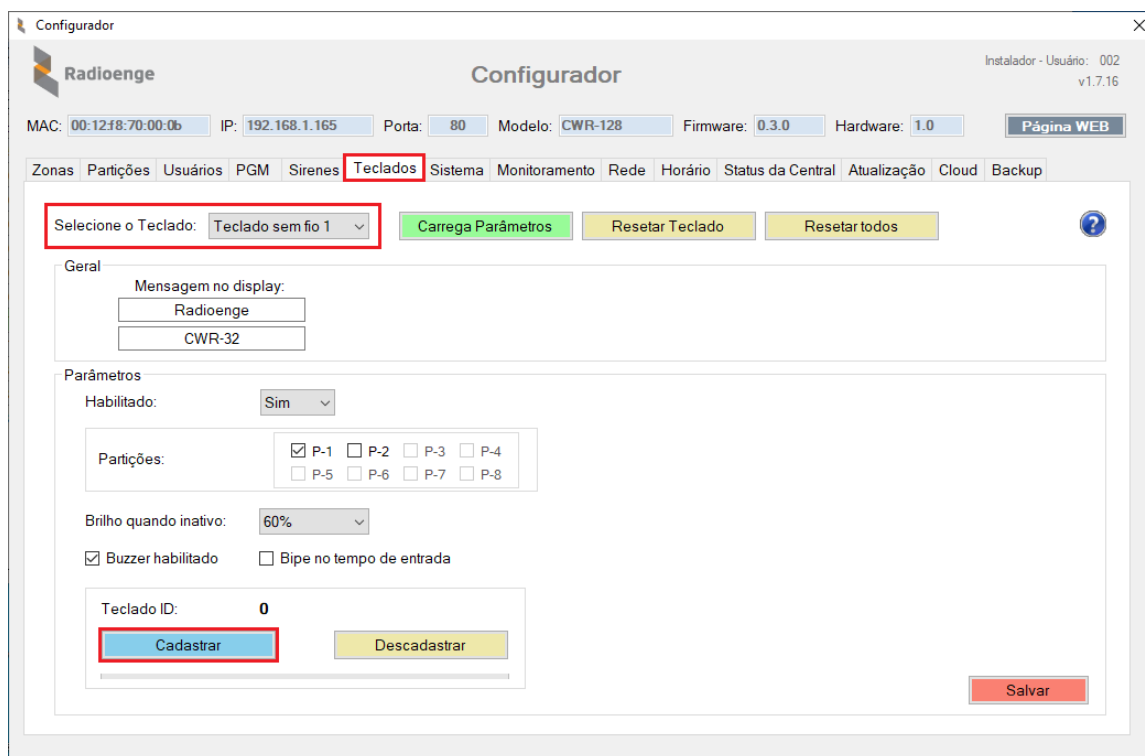 Configurador
Radioenge
Configurador
Instalador - Usuário: 002
v1.7.16
MAC: 00:12:f8:70:00:0b IP: 192.168.1.165 Porta: 80 Modelo: CWR-128 Firmware: 0.3.0 Hardware: 1.0 Página WEB
Zonas Partições Usuários PGM Sirenes Teclados Sistema Monitoramento Rede Horário Status da Central Atualização Cloud Backup
Selecione o Teclado: Teclado sem fio 1 Carrega Parâmetros Resetar Teclado Resetar todos ?
Geral
Mensagem no display:
Radioenge
CWR-32
Parâmetros
Habilitado: Sim
Partições:
P-1 P-2 P-3 P-4
P-5 P-6 P-7 P-8
Brilho quando inativo: 60%
Buzzer habilitado Bipe no tempo de entrada
Teclado ID: 0
Cadastrar Descadastrar
Salvar